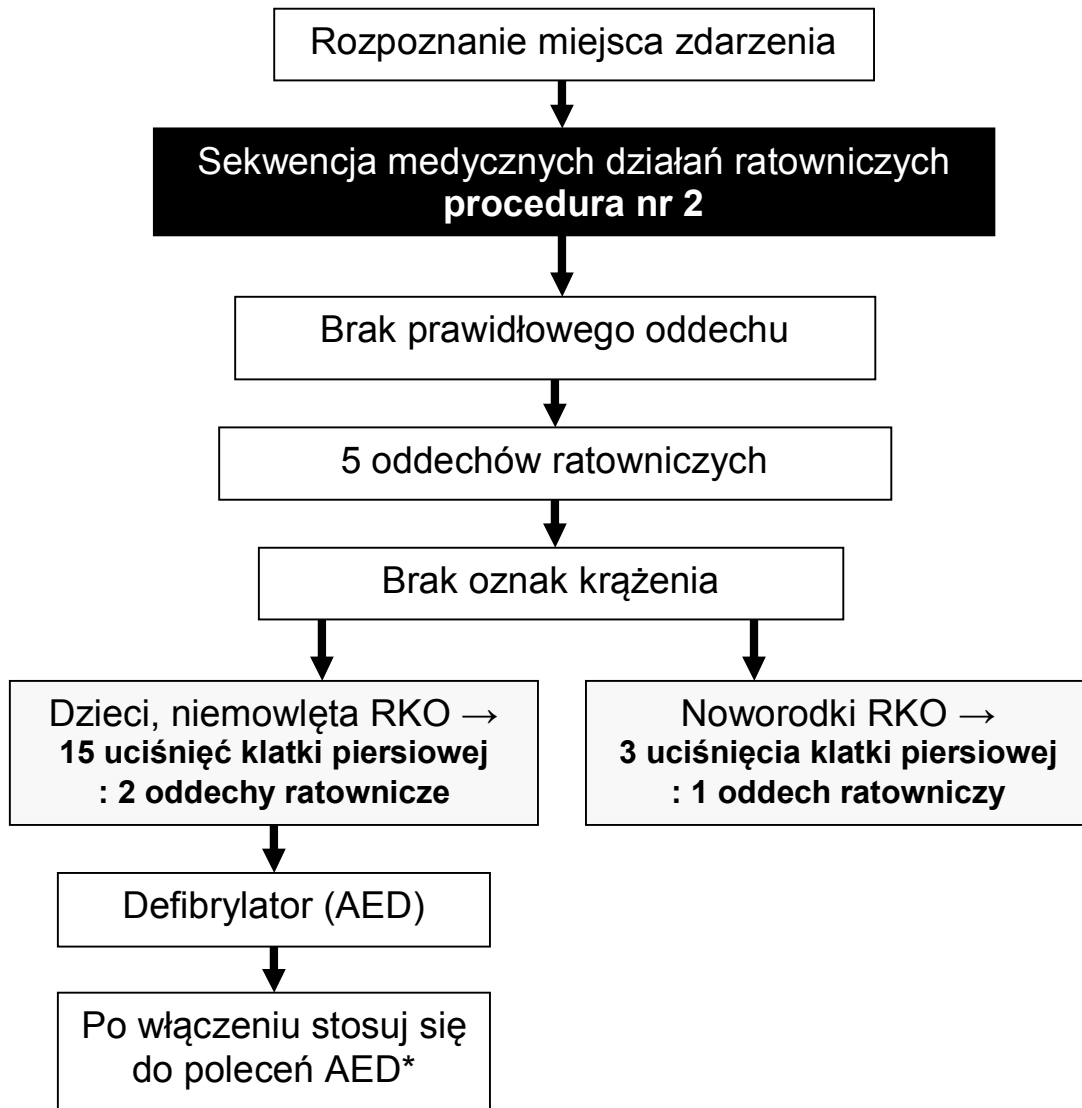 Rozpoznanie miejsca zdarzenia
Sekwencja medycznych działań ratowniczych
procedura nr 2
Brak prawidłowego oddechu
5 oddechów ratowniczych
Brak oznak krążenia
Dzieci, niemowlęta RKO →
15 uciśnięć klatki piersiowej
: 2 oddechy ratownicze
Noworodki RKO →
3 uciśnięcia klatki piersiowej
: 1 oddech ratowniczy
Defibrylator (AED)
Po włączeniu stosuj się
do poleceń AED*